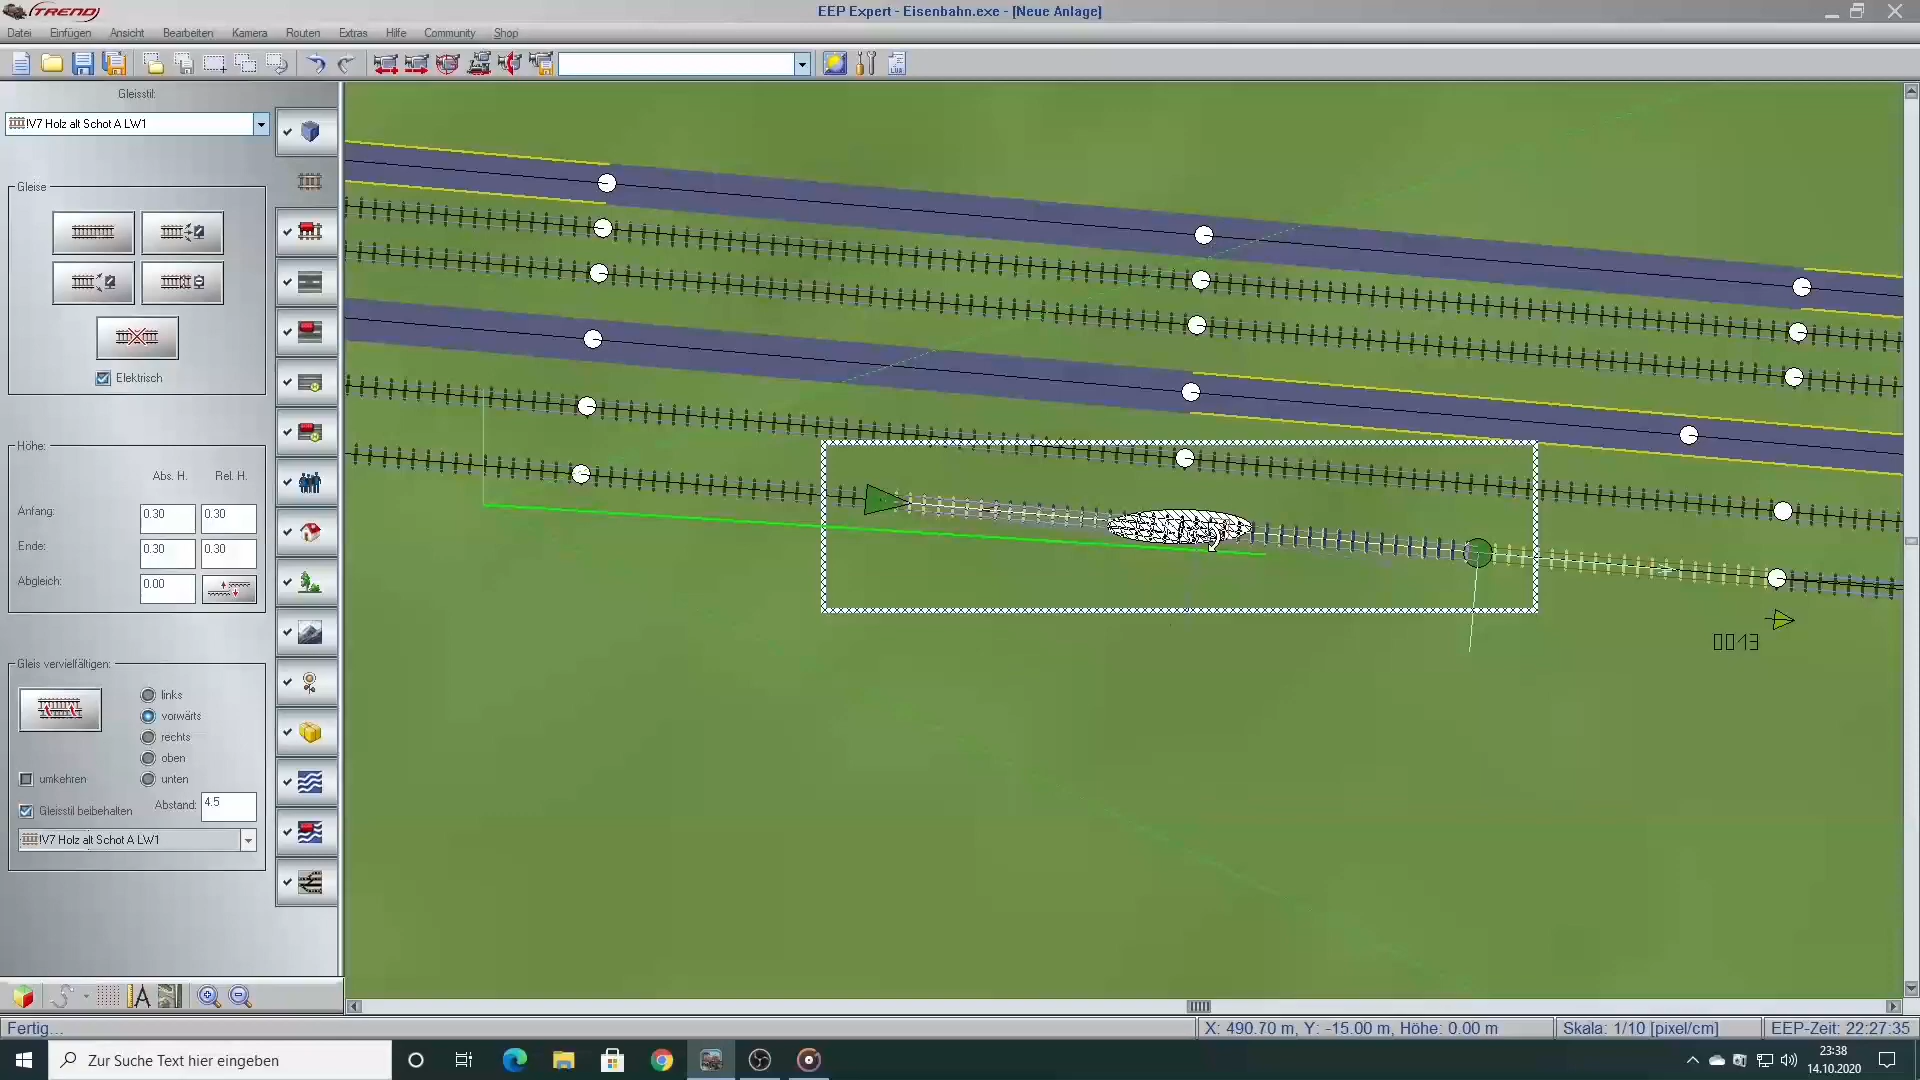 TREND
EEP Expert - Eisenbahn.exe - [Neue Anlage]
Datei Einfügen Ansicht Bearbeiten Kamera Routen Extras Hilfe Community Shop
Gleisstil:
!V7 Holz alt Schot A LW1
Gleise
Elektrisch
Höhe:
Abs. H. Rel. H.
Anfang: 0.30 0.30
Ende: 0.30 0.30
Abgleich: 0.00
Gleis vervielfältigen:
links
vorwärts
rechts
oben
umkehren unten
Gleisstil beibehalten Abstand: 4.5
!V7 Holz alt Schot A LW1
0013
Fertig... X: 490.70 m, Y: -15.00 m, Höhe: 0.00 m Skala: 1/10 [pixel/cm] EEP-Zeit: 22:27:35
Zur Suche Text hier eingeben
23:38
14.10.2020